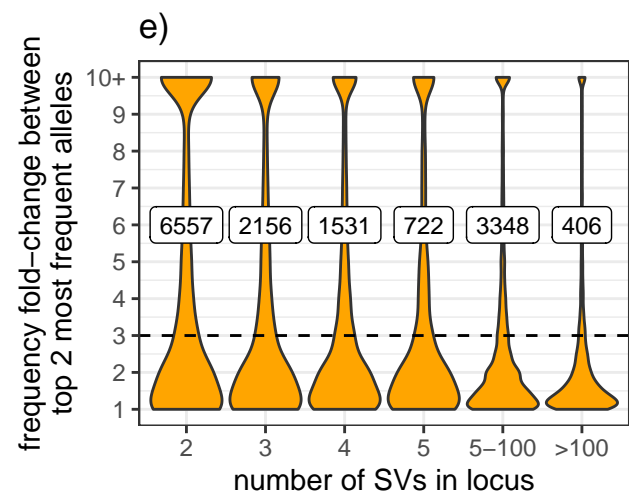 e)
frequency fold−change between
top 2 most frequent alleles
10+
9
8
7
6
5
4
3
2
1
6557 2156 1531 722 3348 406
2 3 4 5 5−100 >100
number of SVs in locus